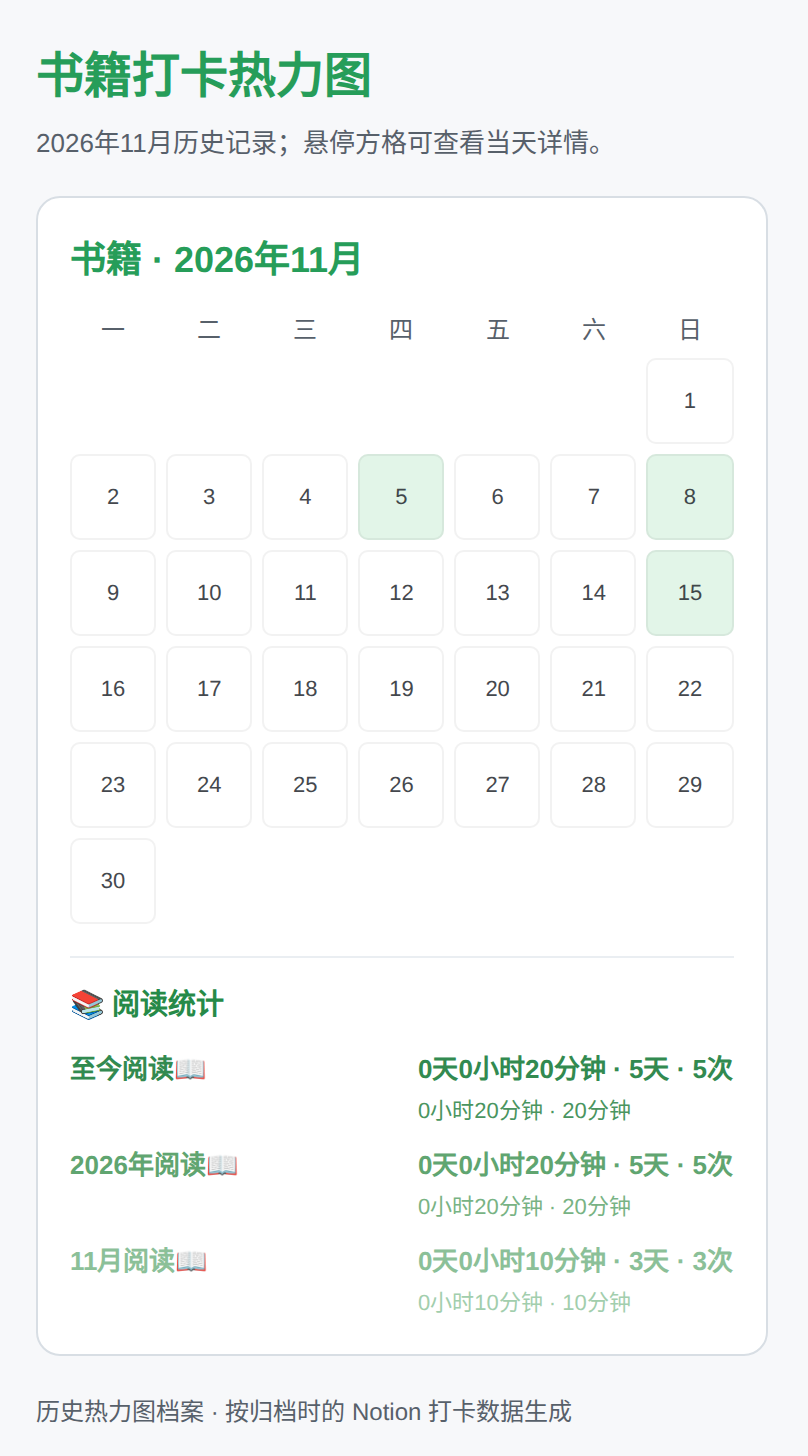 书籍打卡热力图
2026年11月历史记录；悬停方格可查看当天详情。
书籍 · 2026年11月
一 二 三 四 五 六 日
1
2 3 4 5 6 7 8
9 10 11 12 13 14 15
16 17 18 19 20 21 22
23 24 25 26 27 28 29
30
📚 阅读统计
至今阅读📖 0天0小时20分钟 · 5天 · 5次
0小时20分钟 · 20分钟
2026年阅读📖 0天0小时20分钟 · 5天 · 5次
0小时20分钟 · 20分钟
11月阅读📖 0天0小时10分钟 · 3天 · 3次
0小时10分钟 · 10分钟
历史热力图档案 · 按归档时的 Notion 打卡数据生成